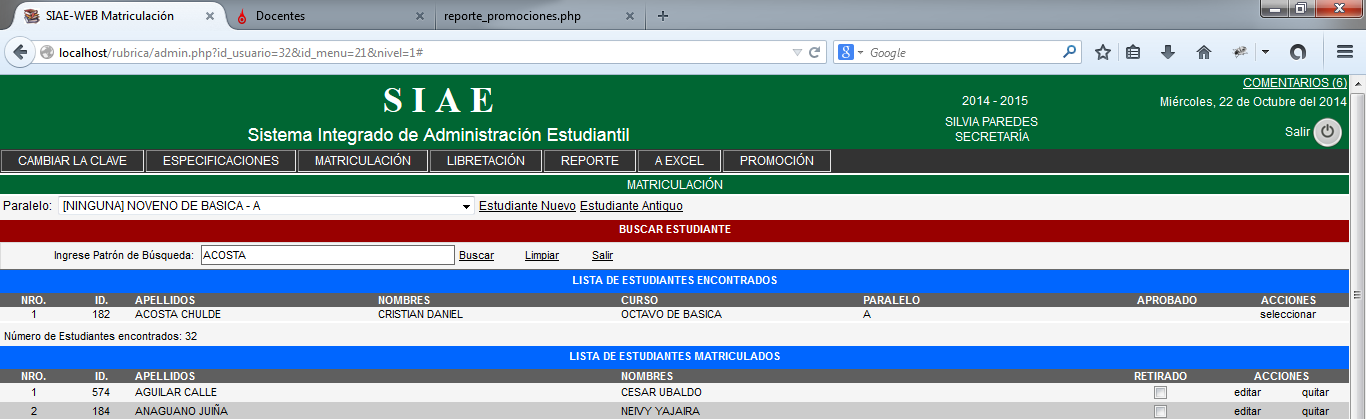 SIAE-WEB Matriculación
Docentes
reporte_promociones.php
localhost/rubrica/admin.php?id_usuario=32&id_menu=21&nivel=1#
Google
COMENTARIOS (6)
S I A E
2014 - 2015
Miércoles, 22 de Octubre del 2014
Sistema Integrado de Administración Estudiantil
SILVIA PAREDES
SECRETARÍA
Salir
CAMBIAR LA CLAVE ESPECIFICACIONES MATRICULACIÓN LIBRETACIÓN REPORTE A EXCEL PROMOCIÓN
MATRICULACIÓN
Paralelo: [NINGUNA] NOVENO DE BASICA - A Estudiante Nuevo Estudiante Antiguo
BUSCAR ESTUDIANTE
Ingrese Patrón de Búsqueda: ACOSTA Buscar Limpiar Salir
LISTA DE ESTUDIANTES ENCONTRADOS
NRO. ID. APELLIDOS NOMBRES CURSO PARALELO APROBADO ACCIONES
1 182 ACOSTA CHULDE CRISTIAN DANIEL OCTAVO DE BASICA A seleccionar
Número de Estudiantes encontrados: 32
LISTA DE ESTUDIANTES MATRICULADOS
NRO. ID. APELLIDOS NOMBRES RETIRADO ACCIONES
1 574 AGUILAR CALLE CESAR UBALDO editar quitar
2 184 ANAGUANO JUIÑA NEIVY YAJAIRA editar quitar